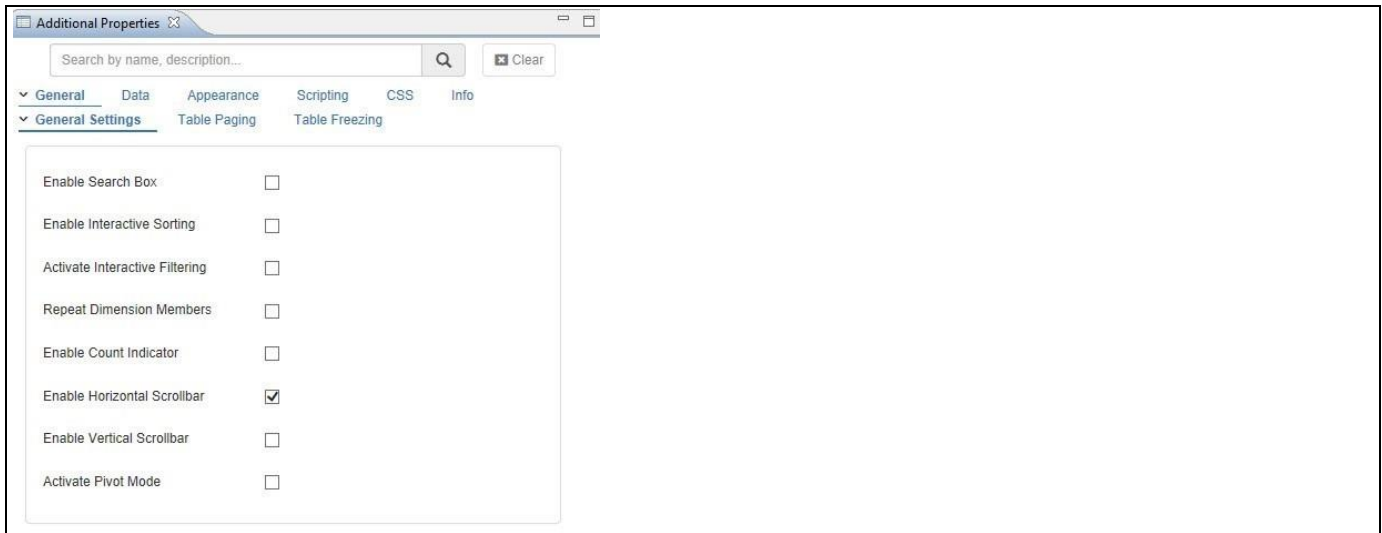 Additional Properties
Search by name, description...
Clear
General Data Appearance Scripting CSS Info
General Settings Table Paging Table Freezing
Enable Search Box
Enable Interactive Sorting
Activate Interactive Filtering
Repeat Dimension Members
Enable Count Indicator
Enable Horizontal Scrollbar
Enable Vertical Scrollbar
Activate Pivot Mode